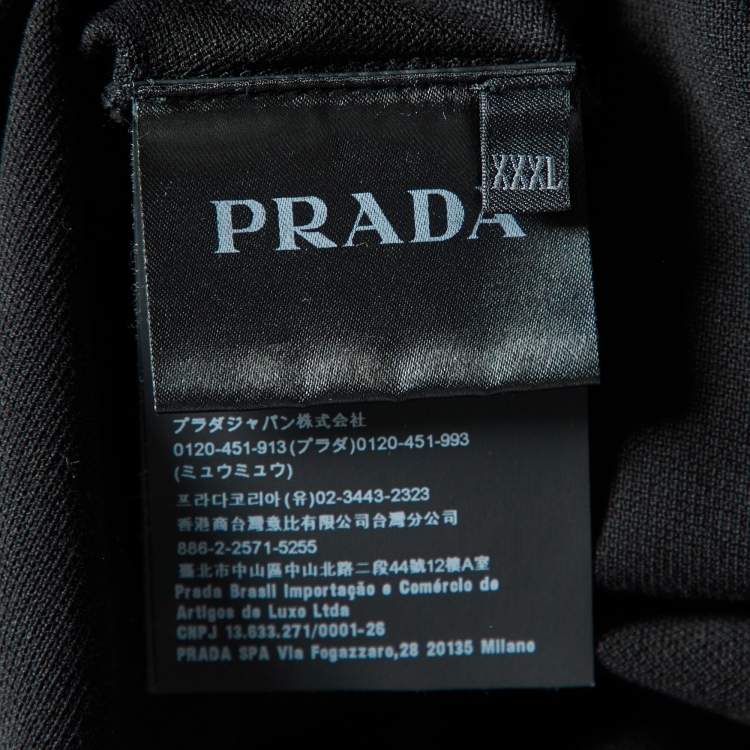 XXXL
PRADA
プラダジャパン株式会社
0120-451-913(プラダ)0120-451-993
(ミュウミュウ)
프라다코리아(유)02-3443-2323
香港商台灣意比有限公司台灣分公司
886-2-2571-5255
臺北市中山區中山北路二段44號12樓A室
Prada Brasil Importação e Comércio de
Artigos de Luxo Ltda
CNPJ 13.633.271/0001-26
PRADA SPA Via Fogazzaro,28 20135 Milano